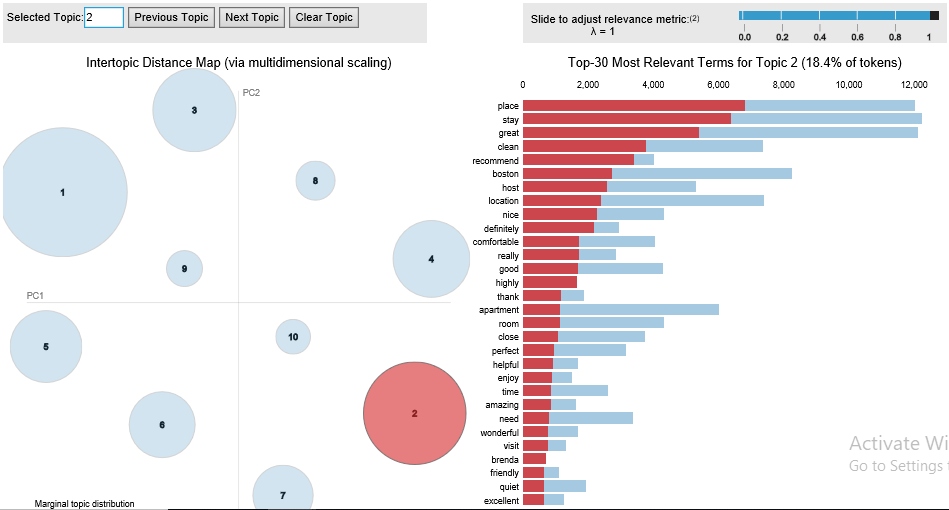 Selected Topic: 2 Previous Topic Next Topic Clear Topic
Slide to adjust relevance metric:(2)
λ = 1
0.0 0.2 0.4 0.6 0.8 1
Intertopic Distance Map (via multidimensional scaling)
PC2
PC1
3
1
8
9
4
5
10
2
6
7
Marginal topic distribution
Top-30 Most Relevant Terms for Topic 2 (18.4% of tokens)
0 2,000 4,000 6,000 8,000 10,000 12,000
place
stay
great
clean
recommend
boston
host
location
nice
definitely
comfortable
really
good
highly
thank
apartment
room
close
perfect
helpful
enjoy
time
amazing
need
wonderful
visit
brenda
friendly
quiet
excellent
Activate Wi
Go to Settings